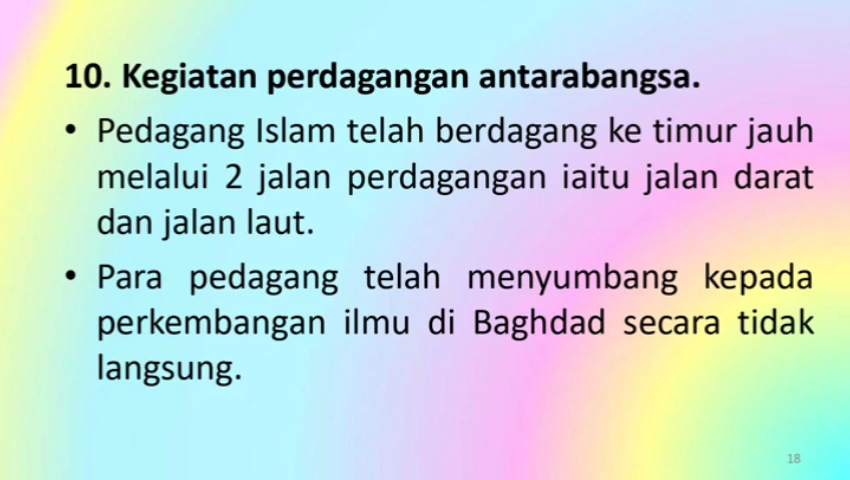 10. Kegiatan perdagangan antarabangsa.
• Pedagang Islam telah berdagang ke timur jauh
melalui 2 jalan perdagangan iaitu jalan darat
dan jalan laut.
• Para pedagang telah menyumbang kepada
perkembangan ilmu di Baghdad secara tidak
langsung.
18